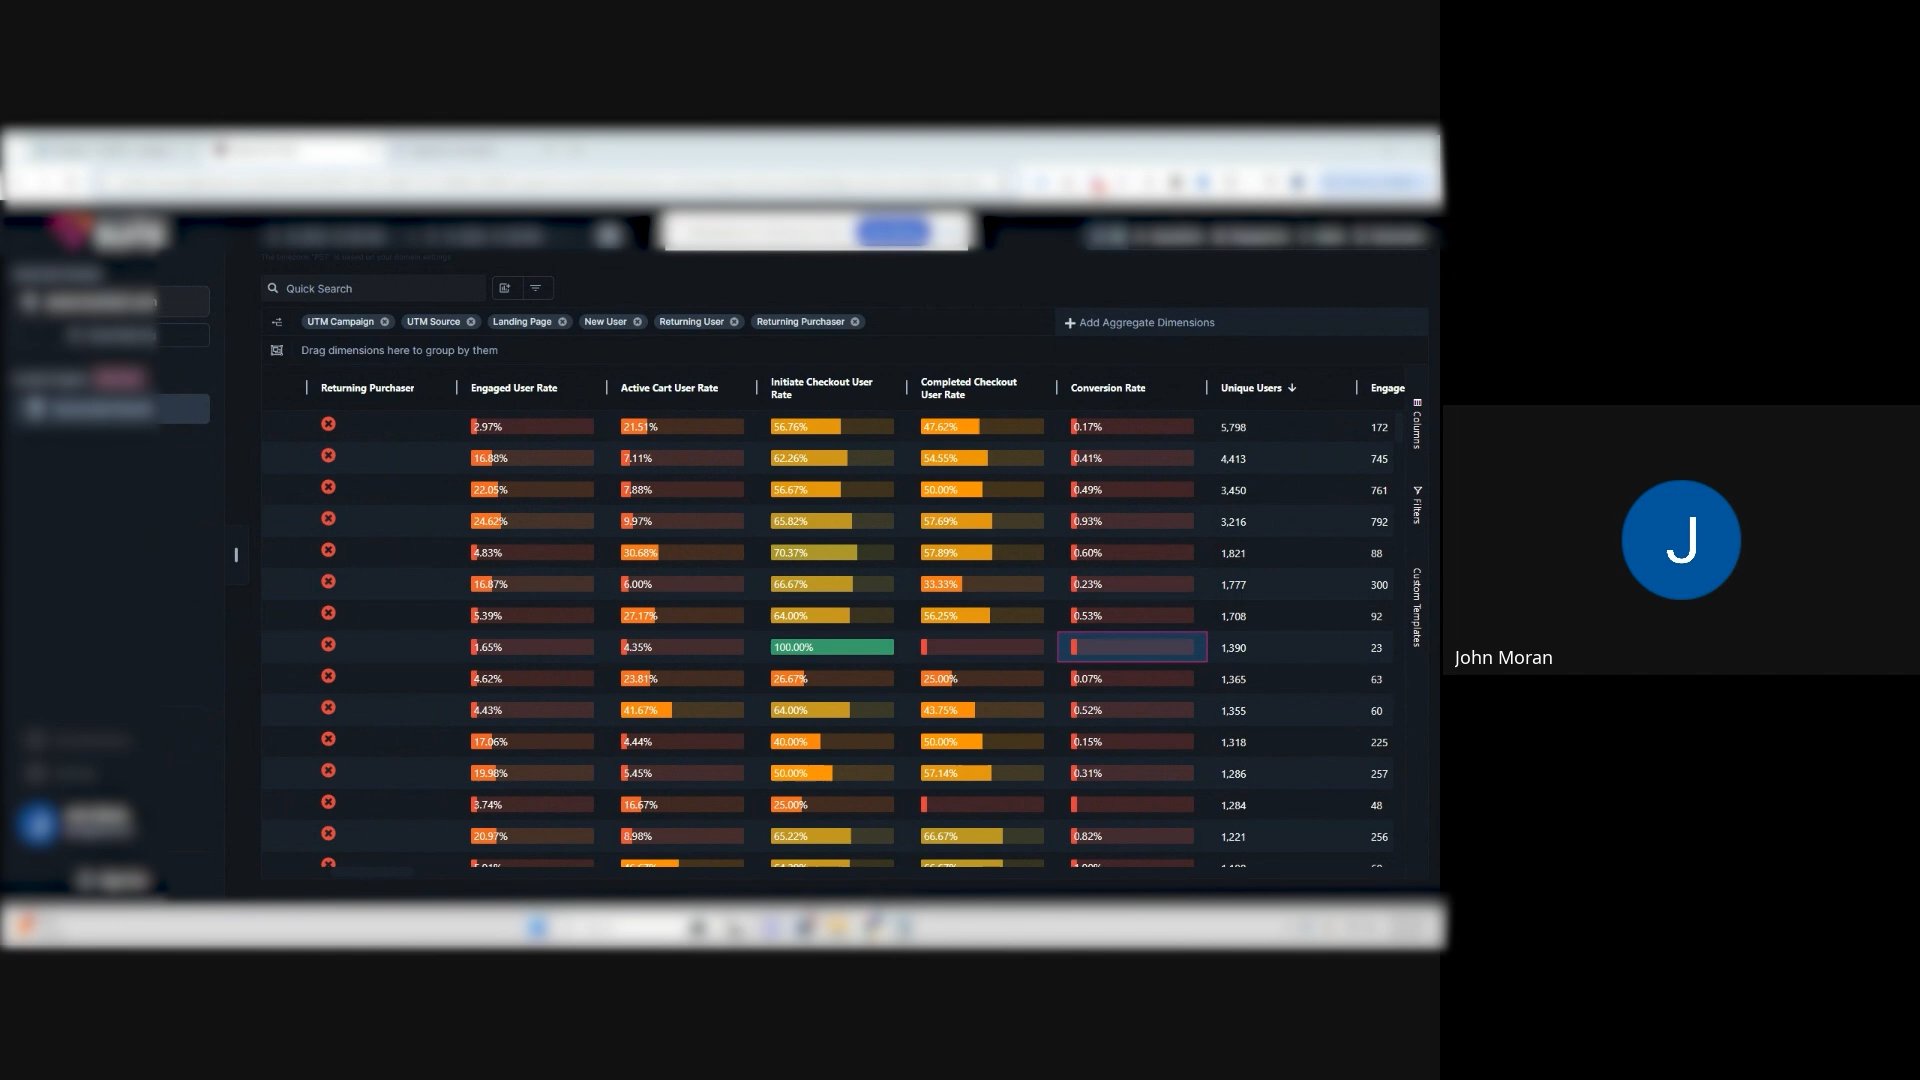 Quick Search
UTM Campaign UTM Source Landing Page New User Returning User Returning Purchaser
Add Aggregate Dimensions
Drag dimensions here to group by them
Returning Purchaser Engaged User Rate Active Cart User Rate Initiate Checkout User Rate Completed Checkout User Rate Conversion Rate Unique Users Engage
2.97% 21.51% 56.76% 47.62% 0.17% 5,798 172
16.88% 7.11% 62.26% 54.55% 0.41% 4,413 745
22.05% 7.88% 56.67% 50.00% 0.49% 3,450 761
24.62% 9.97% 65.82% 57.69% 0.93% 3,216 792
4.83% 30.68% 70.37% 57.89% 0.60% 1,821 88
16.87% 6.00% 66.67% 33.33% 0.23% 1,777 300
5.39% 27.17% 64.00% 56.25% 0.53% 1,708 92
1.65% 4.35% 100.00% 1,390 23
4.62% 23.81% 26.67% 25.00% 0.07% 1,365 63
4.43% 41.67% 64.00% 43.75% 0.52% 1,355 60
17.06% 4.44% 40.00% 50.00% 0.15% 1,318 225
19.98% 5.45% 50.00% 57.14% 0.31% 1,286 257
3.74% 16.67% 25.00% 1,284 48
20.97% 8.98% 65.22% 66.67% 0.82% 1,221 256
Columns
Filters
Custom Templates
J
John Moran